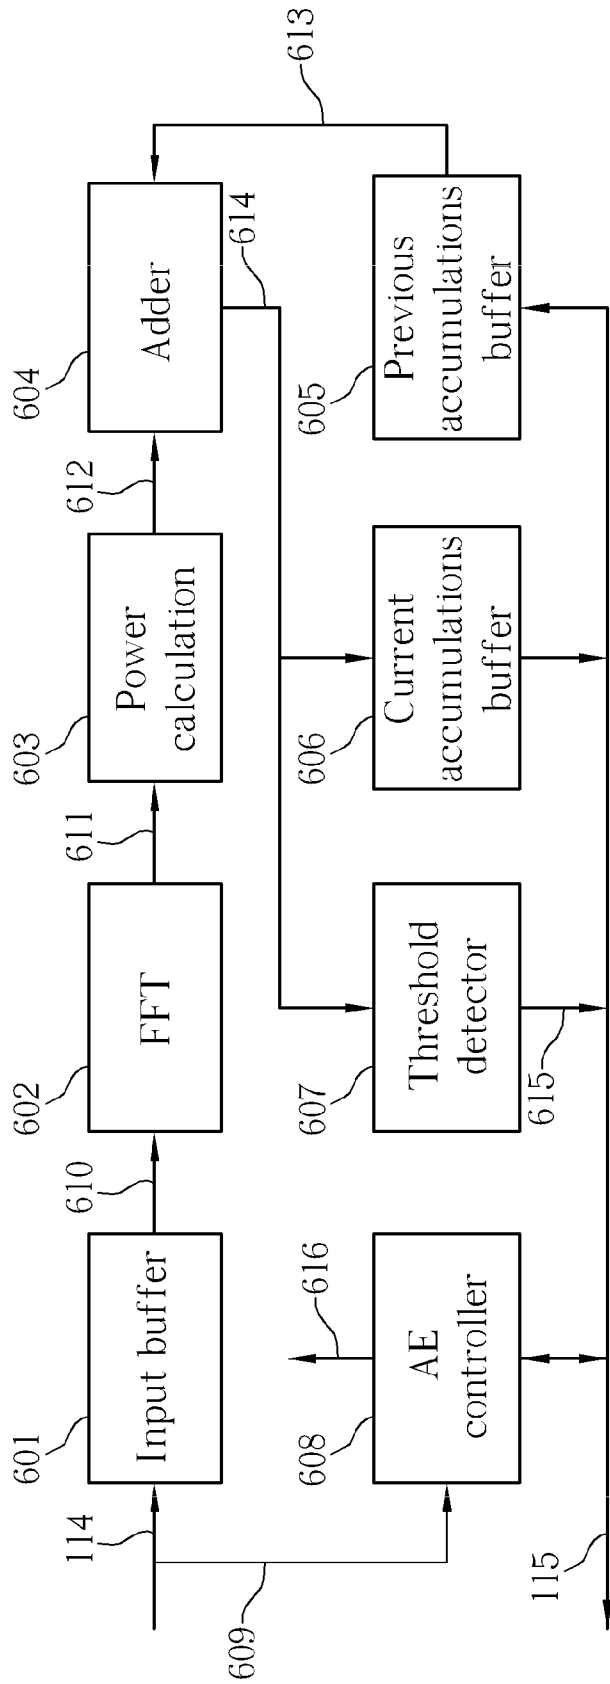 601
602
603
604
114
Input buffer
610
FFT
611
Power
calculation
612
Adder
613
614
609
608
616
607
606
605
AE
controller
Threshold
detector
Current
accumulations
buffer
Previous
accumulations
buffer
615
115